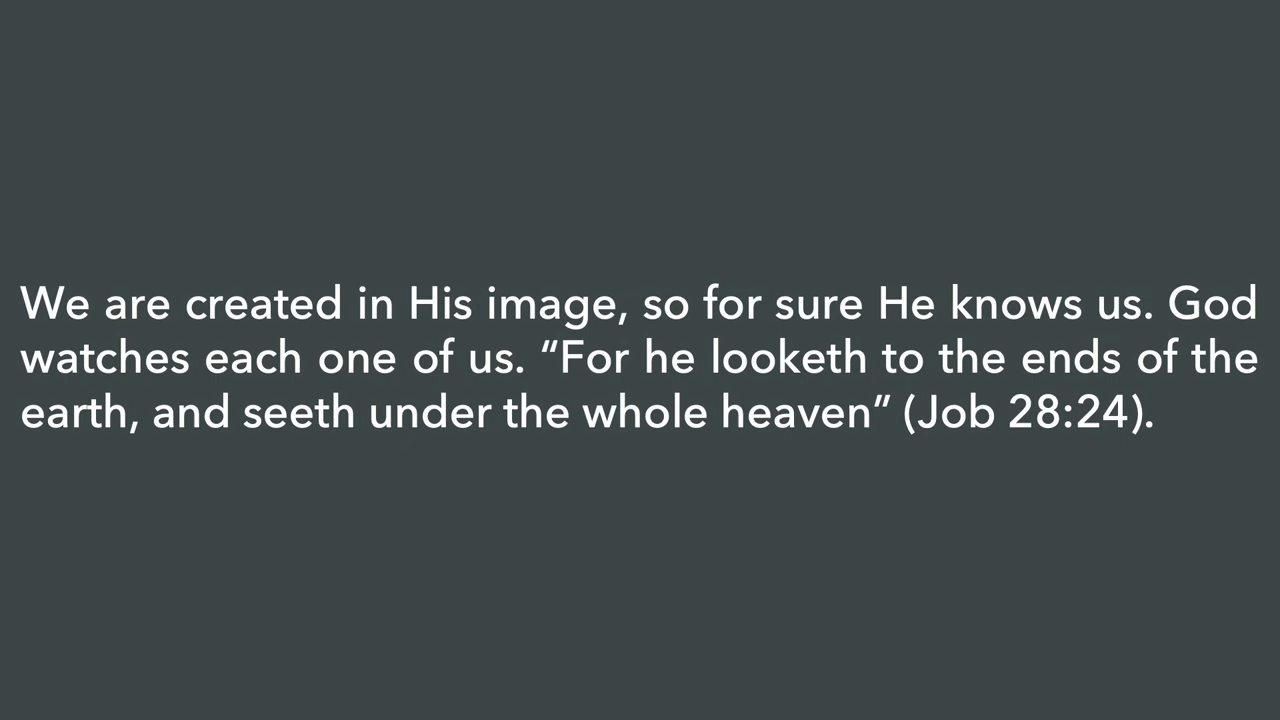 We are created in His image, so for sure He knows us. God
watches each one of us. “For he looketh to the ends of the
earth, and seeth under the whole heaven” (Job 28:24).